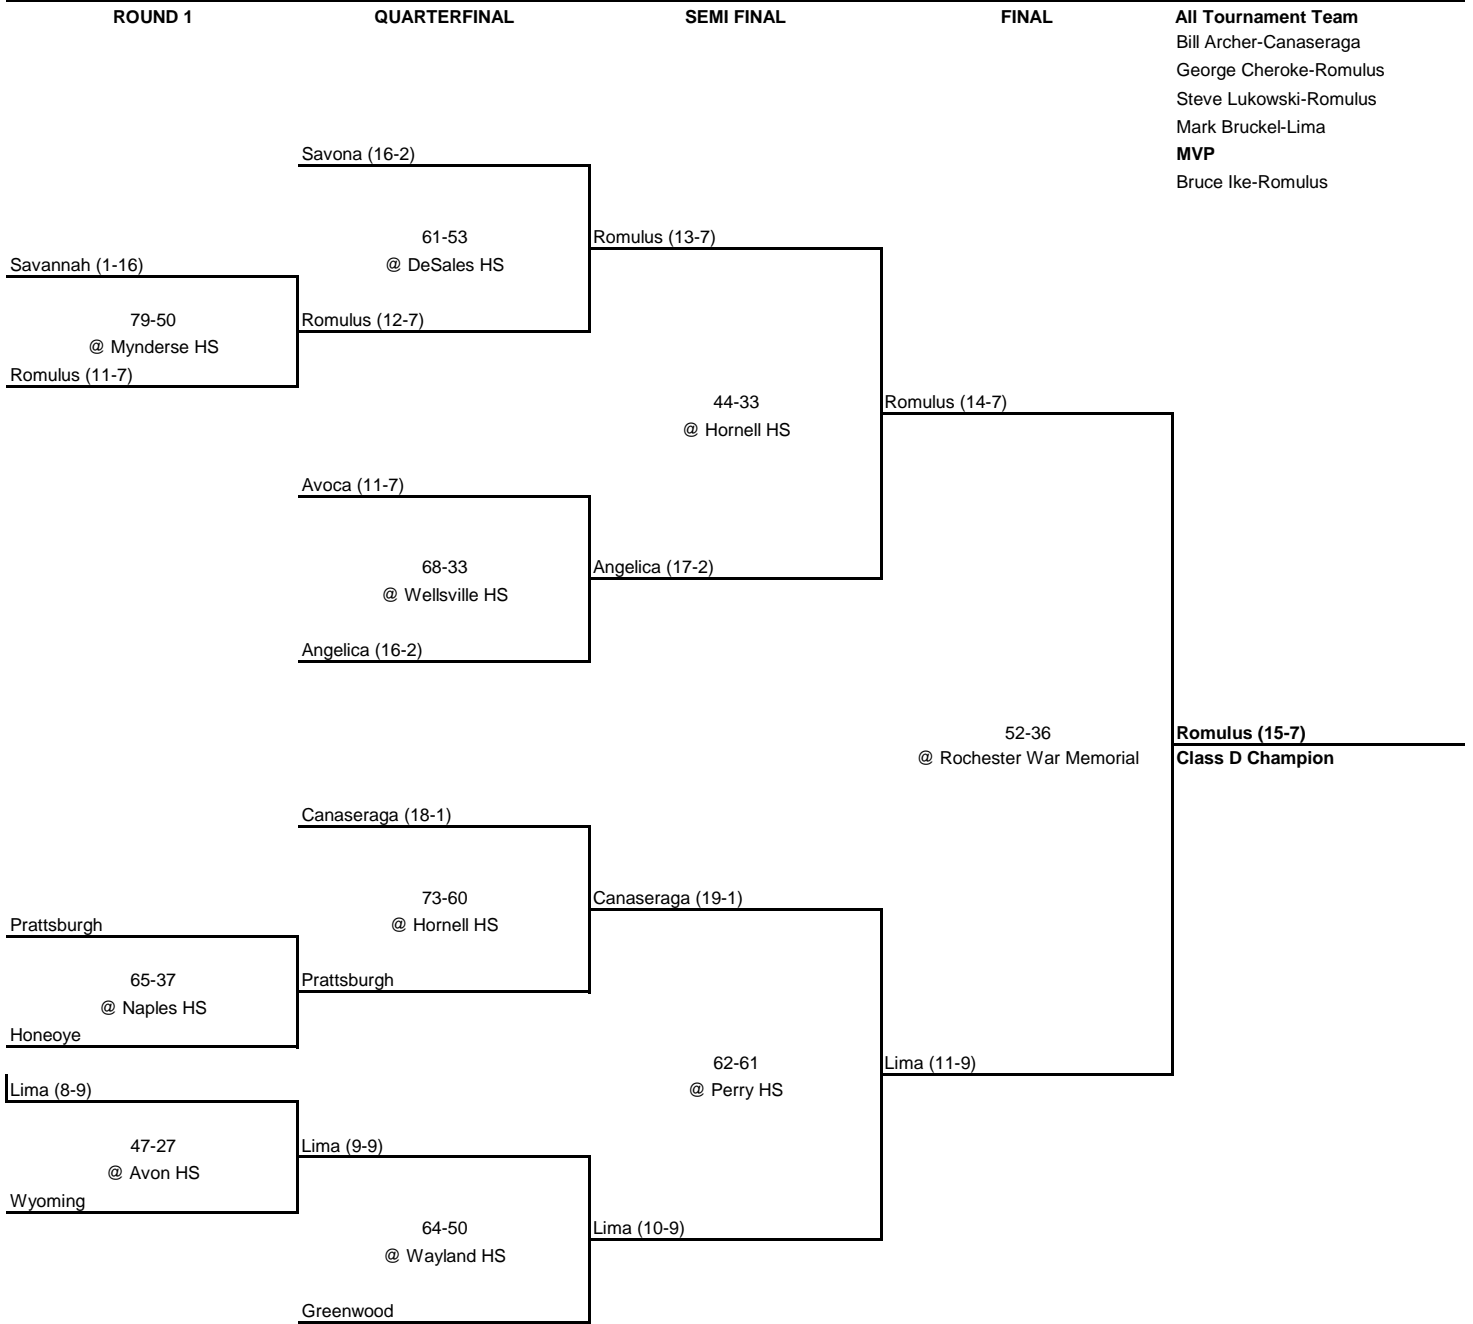 ROUND 1
QUARTERFINAL
SEMI FINAL
FINAL
All Tournament Team
Bill Archer-Canaseraga
George Cheroke-Romulus
Steve Lukowski-Romulus
Mark Bruckel-Lima
MVP
Bruce Ike-Romulus
Savona (16-2)
61-53
@ DeSales HS
Romulus (13-7)
Savannah (1-16)
79-50
@ Mynderse HS
Romulus (12-7)
Romulus (11-7)
44-33
@ Hornell HS
Romulus (14-7)
Avoca (11-7)
68-33
@ Wellsville HS
Angelica (17-2)
Angelica (16-2)
52-36
@ Rochester War Memorial
Romulus (15-7)
Class D Champion
Canaseraga (18-1)
73-60
@ Hornell HS
Canaseraga (19-1)
Prattsburgh
65-37
@ Naples HS
Prattsburgh
Honeoye
62-61
@ Perry HS
Lima (11-9)
Lima (8-9)
47-27
@ Avon HS
Lima (9-9)
Wyoming
64-50
@ Wayland HS
Lima (10-9)
Greenwood